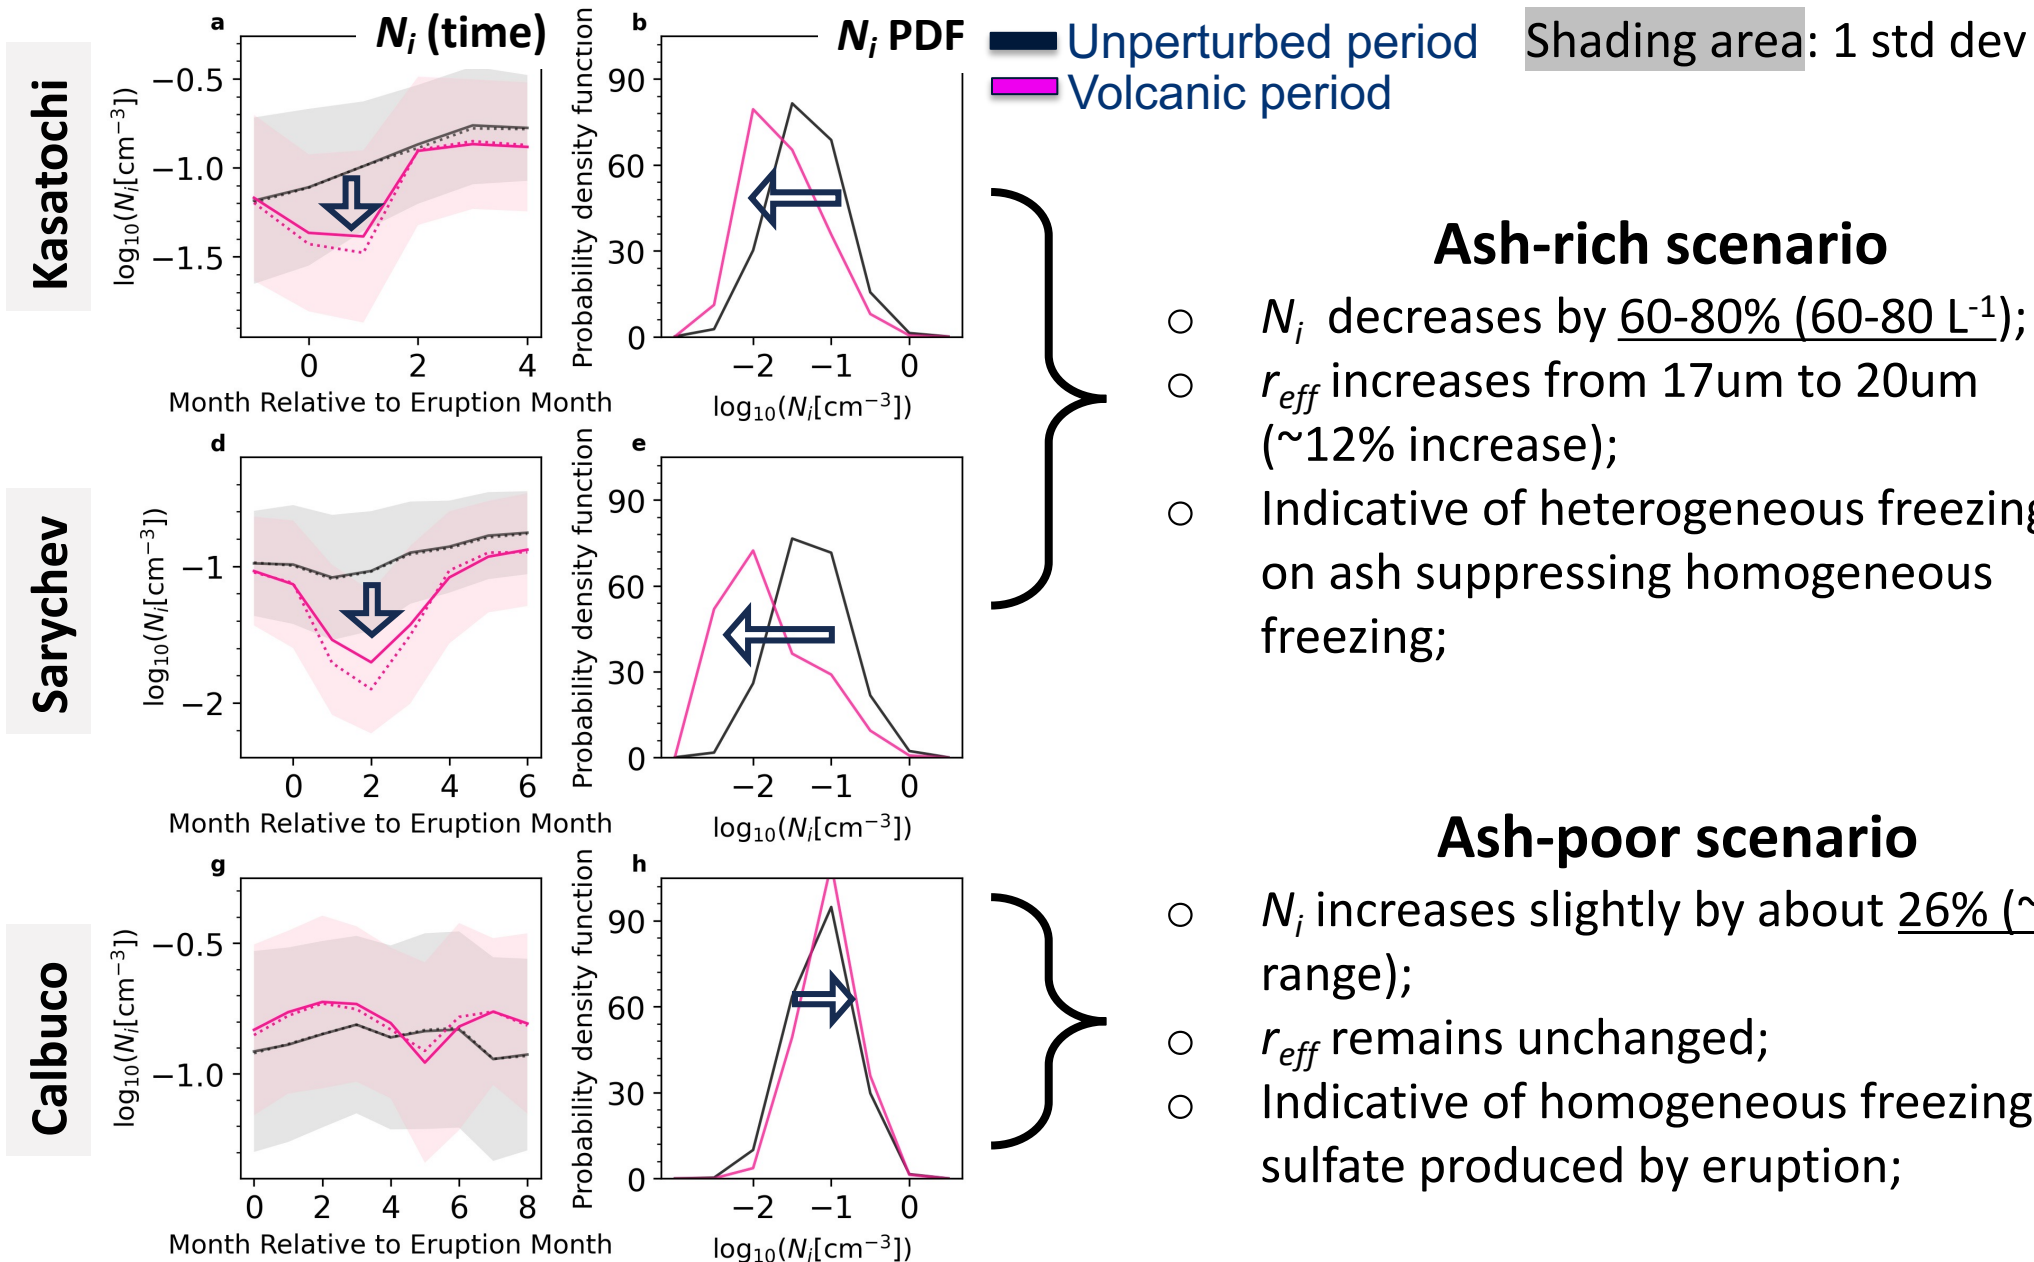 a
Nᵢ (time)
b
Nᵢ PDF
Unperturbed period
Volcanic period
Shading area: 1 std dev
Kasatochi
log₁₀(Nᵢ[cm⁻³])
−0.5
−1.0
−1.5
0 2 4
Month Relative to Eruption Month
Probability density function
90
60
30
0
−2 −1 0
log₁₀(Nᵢ[cm⁻³])
Ash-rich scenario
○ Nᵢ decreases by 60-80% (60-80 L⁻¹);
○ r_eff increases from 17um to 20um
(~12% increase);
○ Indicative of heterogeneous freezing
on ash suppressing homogeneous
freezing;
Sarychev
d
log₁₀(Nᵢ[cm⁻³])
−1
−2
0 2 4 6
Month Relative to Eruption Month
e
Probability density function
90
60
30
0
−2 −1 0
log₁₀(Nᵢ[cm⁻³])
Calbuco
g
log₁₀(Nᵢ[cm⁻³])
−0.5
−1.0
0 2 4 6 8
Month Relative to Eruption Month
h
Probability density function
90
60
30
0
−2 −1 0
log₁₀(Nᵢ[cm⁻³])
Ash-poor scenario
○ Nᵢ increases slightly by about 26% (~
range);
○ r_eff remains unchanged;
○ Indicative of homogeneous freezing
sulfate produced by eruption;